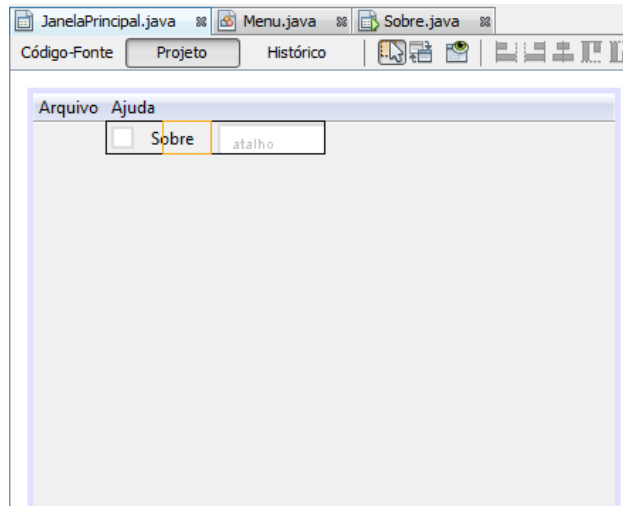 JanelaPrincipal.java Menu.java Sobre.java
Código-Fonte Projeto Histórico
Arquivo Ajuda
Sobre atalho